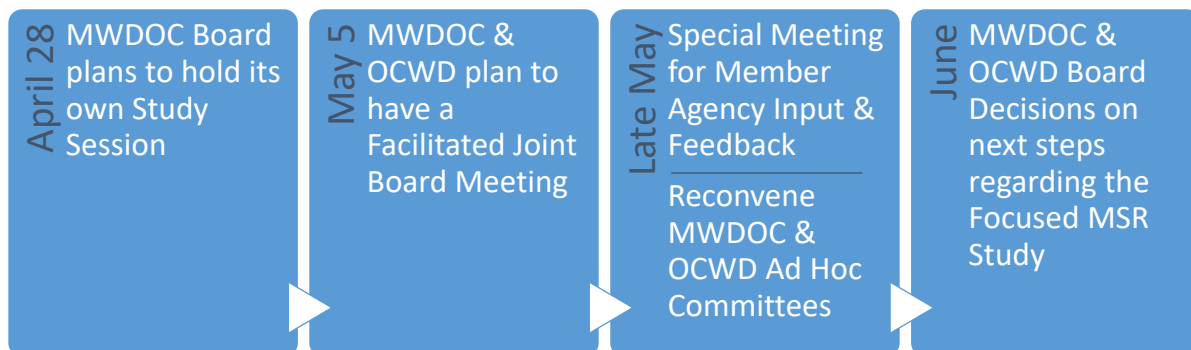 April 28
MWDOC Board
plans to hold its
own Study
Session
May 5
MWDOC &
OCWD plan to
have a
Facilitated Joint
Board Meeting
Late May
Special Meeting
for Member
Agency Input &
Feedback
Reconvene
MWDOC &
OCWD Ad Hoc
Committees
June
MWDOC &
OCWD Board
Decisions on
next steps
regarding the
Focused MSR
Study